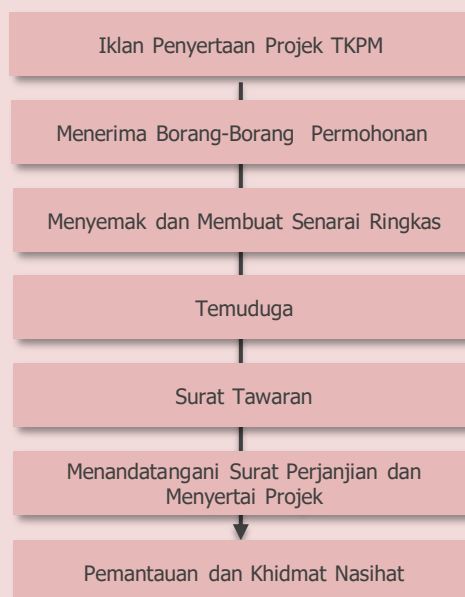 Iklan Penyertaan Projek TKPM
Menerima Borang-Borang Permohonan
Menyemak dan Membuat Senarai Ringkas
Temuduga
Surat Tawaran
Menandatangani Surat Perjanjian dan
Menyertai Projek
Pemantauan dan Khidmat Nasihat